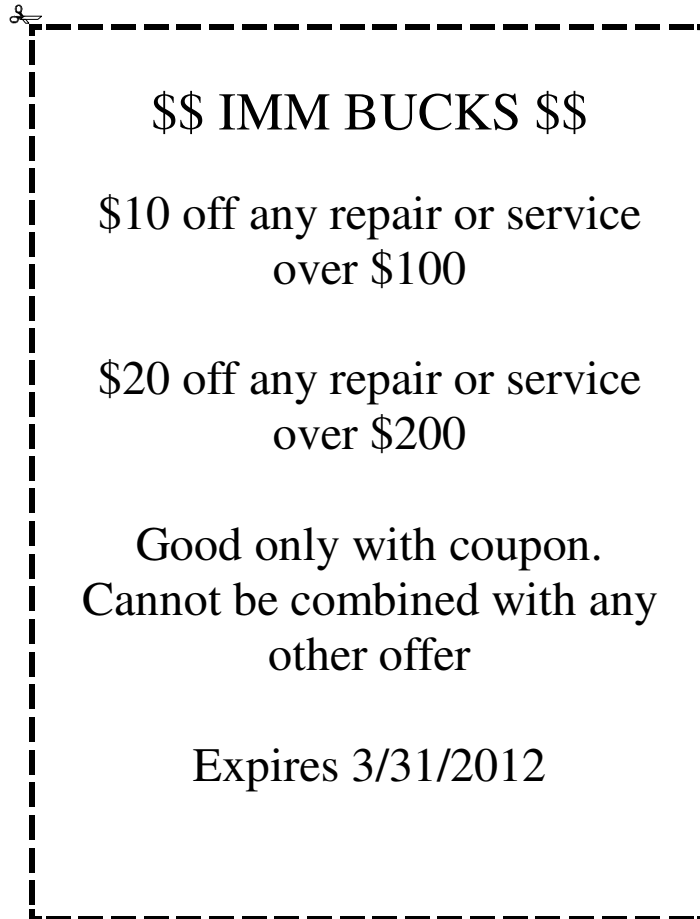 $$ IMM BUCKS $$
$10 off any repair or service
over $100
$20 off any repair or service
over $200
Good only with coupon.
Cannot be combined with any
other offer
Expires 3/31/2012